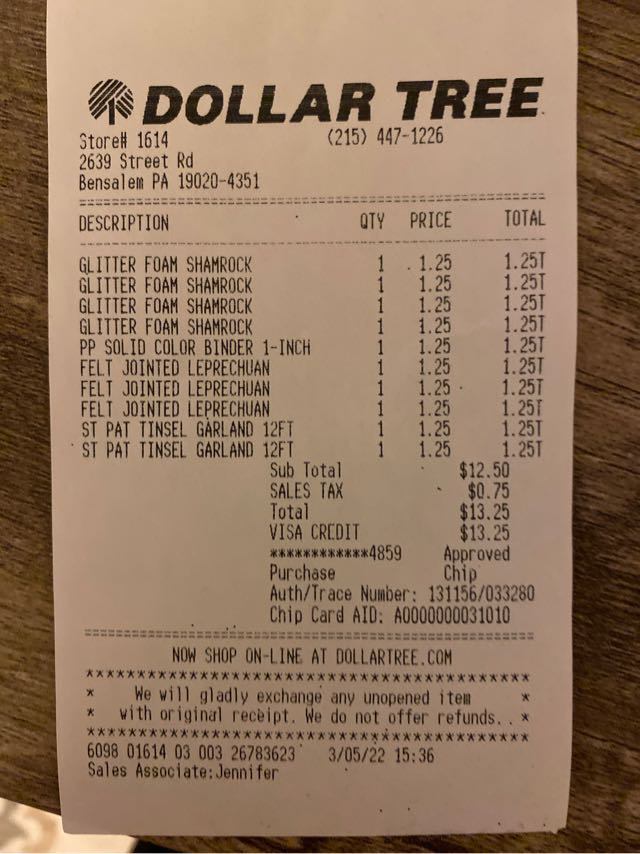 DOLLAR TREE
Store# 1614 (215) 447-1226
2639 Street Rd
Bensalem PA 19020-4351
==============================================
DESCRIPTION QTY PRICE TOTAL
----------------------------------------------
GLITTER FOAM SHAMROCK 1 1.25 1.25T
GLITTER FOAM SHAMROCK 1 1.25 1.25T
GLITTER FOAM SHAMROCK 1 1.25 1.25T
GLITTER FOAM SHAMROCK 1 1.25 1.25T
PP SOLID COLOR BINDER 1-INCH 1 1.25 1.25T
FELT JOINTED LEPRECHUAN 1 1.25 1.25T
FELT JOINTED LEPRECHUAN 1 1.25 1.25T
FELT JOINTED LEPRECHUAN 1 1.25 1.25T
ST PAT TINSEL GARLAND 12FT 1 1.25 1.25T
ST PAT TINSEL GARLAND 12FT 1 1.25 1.25T
Sub Total $12.50
SALES TAX $0.75
Total $13.25
VISA CREDIT $13.25
************4859 Approved
Purchase Chip
Auth/Trace Number: 131156/033280
Chip Card AID: A0000000031010
==============================================
NOW SHOP ON-LINE AT DOLLARTREE.COM
******************************************
* We will gladly exchange any unopened item *
* with original receipt. We do not offer refunds. . *
******************************************
6098 01614 03 003 26783623 3/05/22 15:36
Sales Associate:Jennifer